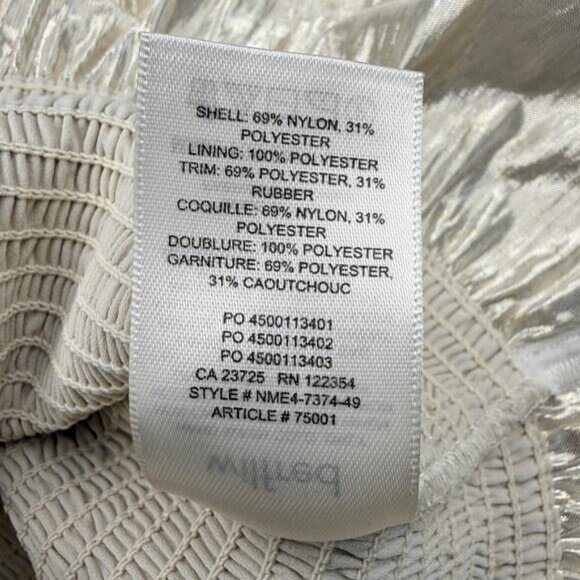 SHELL: 69% NYLON, 31%
POLYESTER
LINING: 100% POLYESTER
TRIM: 69% POLYESTER, 31%
RUBBER
COQUILLE: 69% NYLON, 31%
POLYESTER
DOUBLURE: 100% POLYESTER
GARNITURE: 69% POLYESTER,
31% CAOUTCHOUC
PO 4500113401
PO 4500113402
PO 4500113403
CA 23725 RN 122354
STYLE # NME4-7374-49
ARTICLE # 75001
wilfred